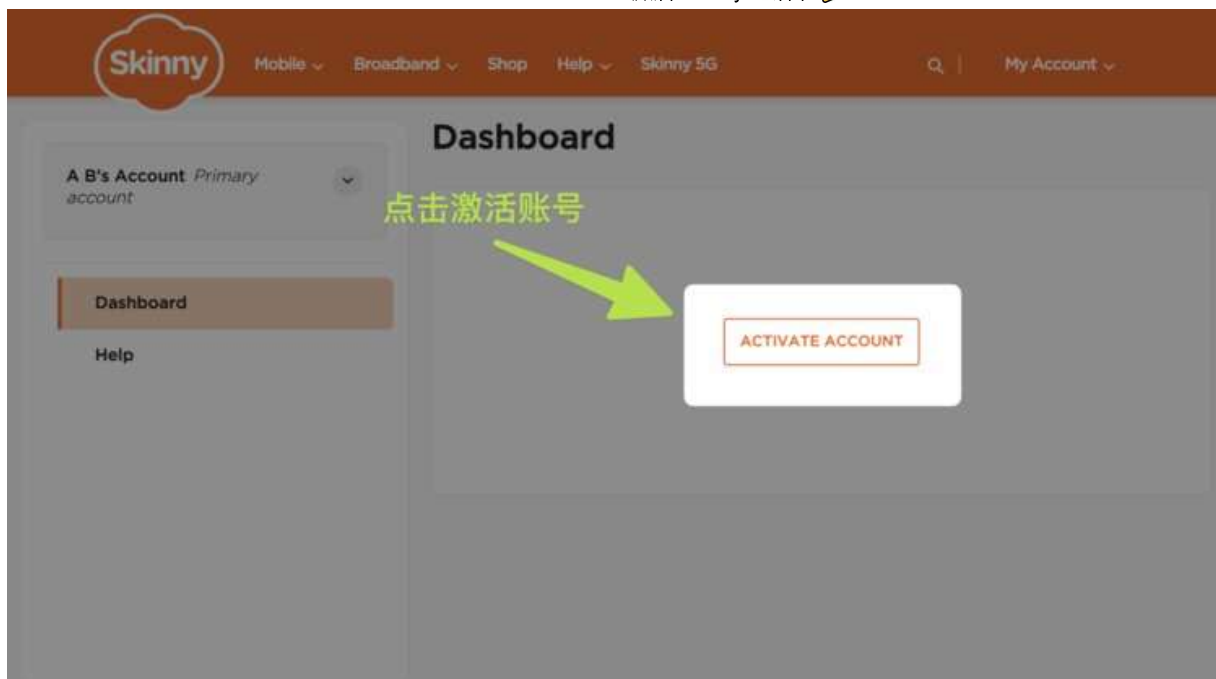 Skinny
Mobile Broadband Shop Help Skinny 5G My Account
Dashboard
A B's Account Primary
account
点击激活账号
Dashboard
ACTIVATE ACCOUNT
Help